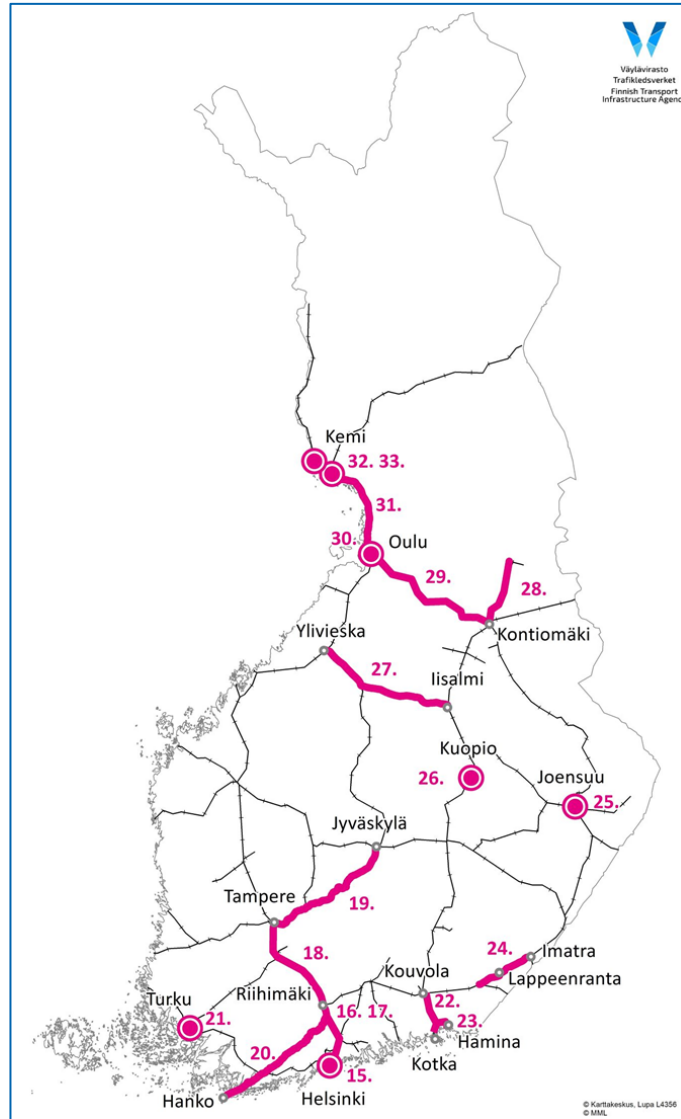 Väylävirasto
Trafikledsverket
Finnish Transport
Infrastructure Agency
Kemi
32. 33.
31.
30.
Oulu
29.
28.
Kontiomäki
Ylivieska
27.
Iisalmi
Kuopio
26.
Joensuu
25.
Jyväskylä
19.
Tampere
18.
24.
Imatra
Lappeenranta
Kouvola
Riihimäki
22.
Turku
21.
16. 17.
23.
Hamina
Kotka
20.
15.
Hanko
Helsinki
© Karttakeskus, Lupa L4356
© MML